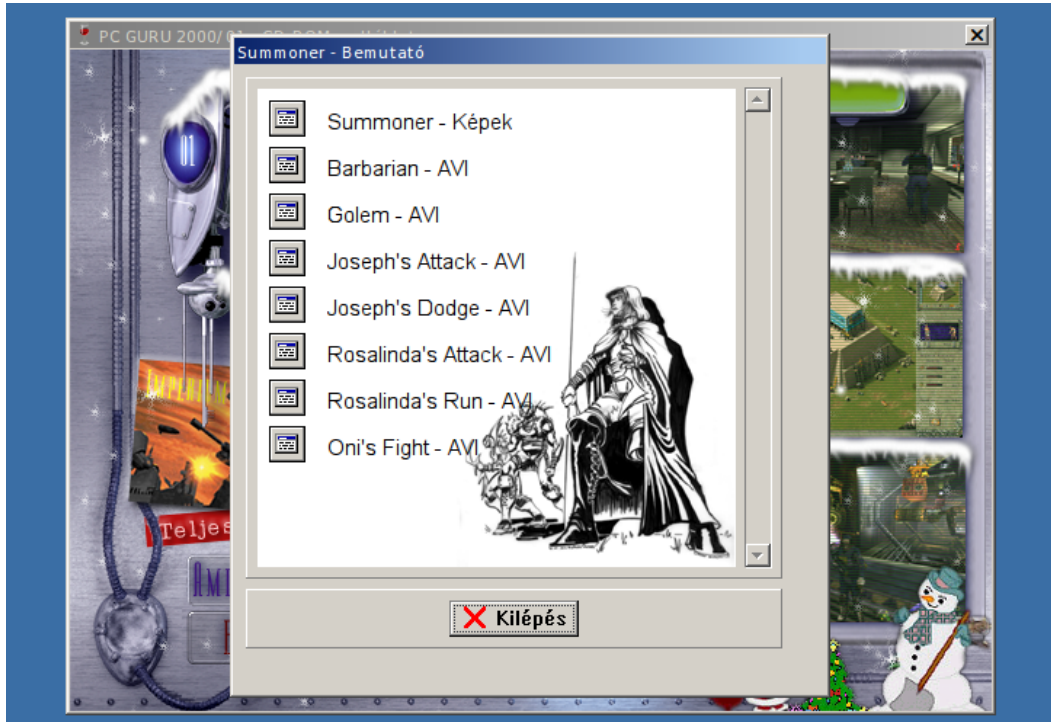 PC GURU 2000/
Summoner - Bemutató
Summoner - Képek
Barbarian - AVI
Golem - AVI
Joseph's Attack - AVI
Joseph's Dodge - AVI
Rosalinda's Attack - AVI
Rosalinda's Run - AVI
Oni's Fight - AVI
01
Teljes
Kilépés